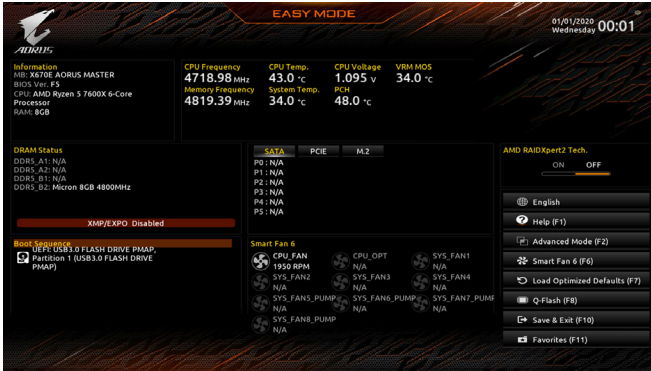 EASY MODE
01/01/2020
Wednesday 00:01
AORUS
Information
MB: X670E AORUS MASTER
BIOS Ver. F5
CPU: AMD Ryzen 5 7600X 6-Core
Processor
RAM: 8GB
CPU Frequency
4718.98 MHz
CPU Temp.
43.0 °C
CPU Voltage
1.095 V
VRM MOS
34.0 °C
Memory Frequency
4819.39 MHz
System Temp.
34.0 °C
PCH
48.0 °C
DRAM Status
DDR5_A1: N/A
DDR5_A2: N/A
DDR5_B1: N/A
DDR5_B2: Micron 8GB 4800MHz
XMP/EXPO Disabled
SATA PCIE M.2
P0 : N/A
P1 : N/A
P2 : N/A
P3 : N/A
P4 : N/A
P5 : N/A
AMD RAIDXpert2 Tech.
ON OFF
Boot Sequence
UEFI: USB3.0 FLASH DRIVE PMAP,
Partition 1 (USB3.0 FLASH DRIVE
PMAP)
Smart Fan 6
CPU_FAN
1950 RPM
CPU_OPT
N/A
SYS_FAN1
N/A
SYS_FAN2
N/A
SYS_FAN3
N/A
SYS_FAN4
N/A
SYS_FAN5_PUMP
N/A
SYS_FAN6_PUMP
N/A
SYS_FAN7_PUMP
N/A
SYS_FAN8_PUMP
N/A
English
Help (F1)
Advanced Mode (F2)
Smart Fan 6 (F6)
Load Optimized Defaults (F7)
Q-Flash (F8)
Save & Exit (F10)
Favorites (F11)